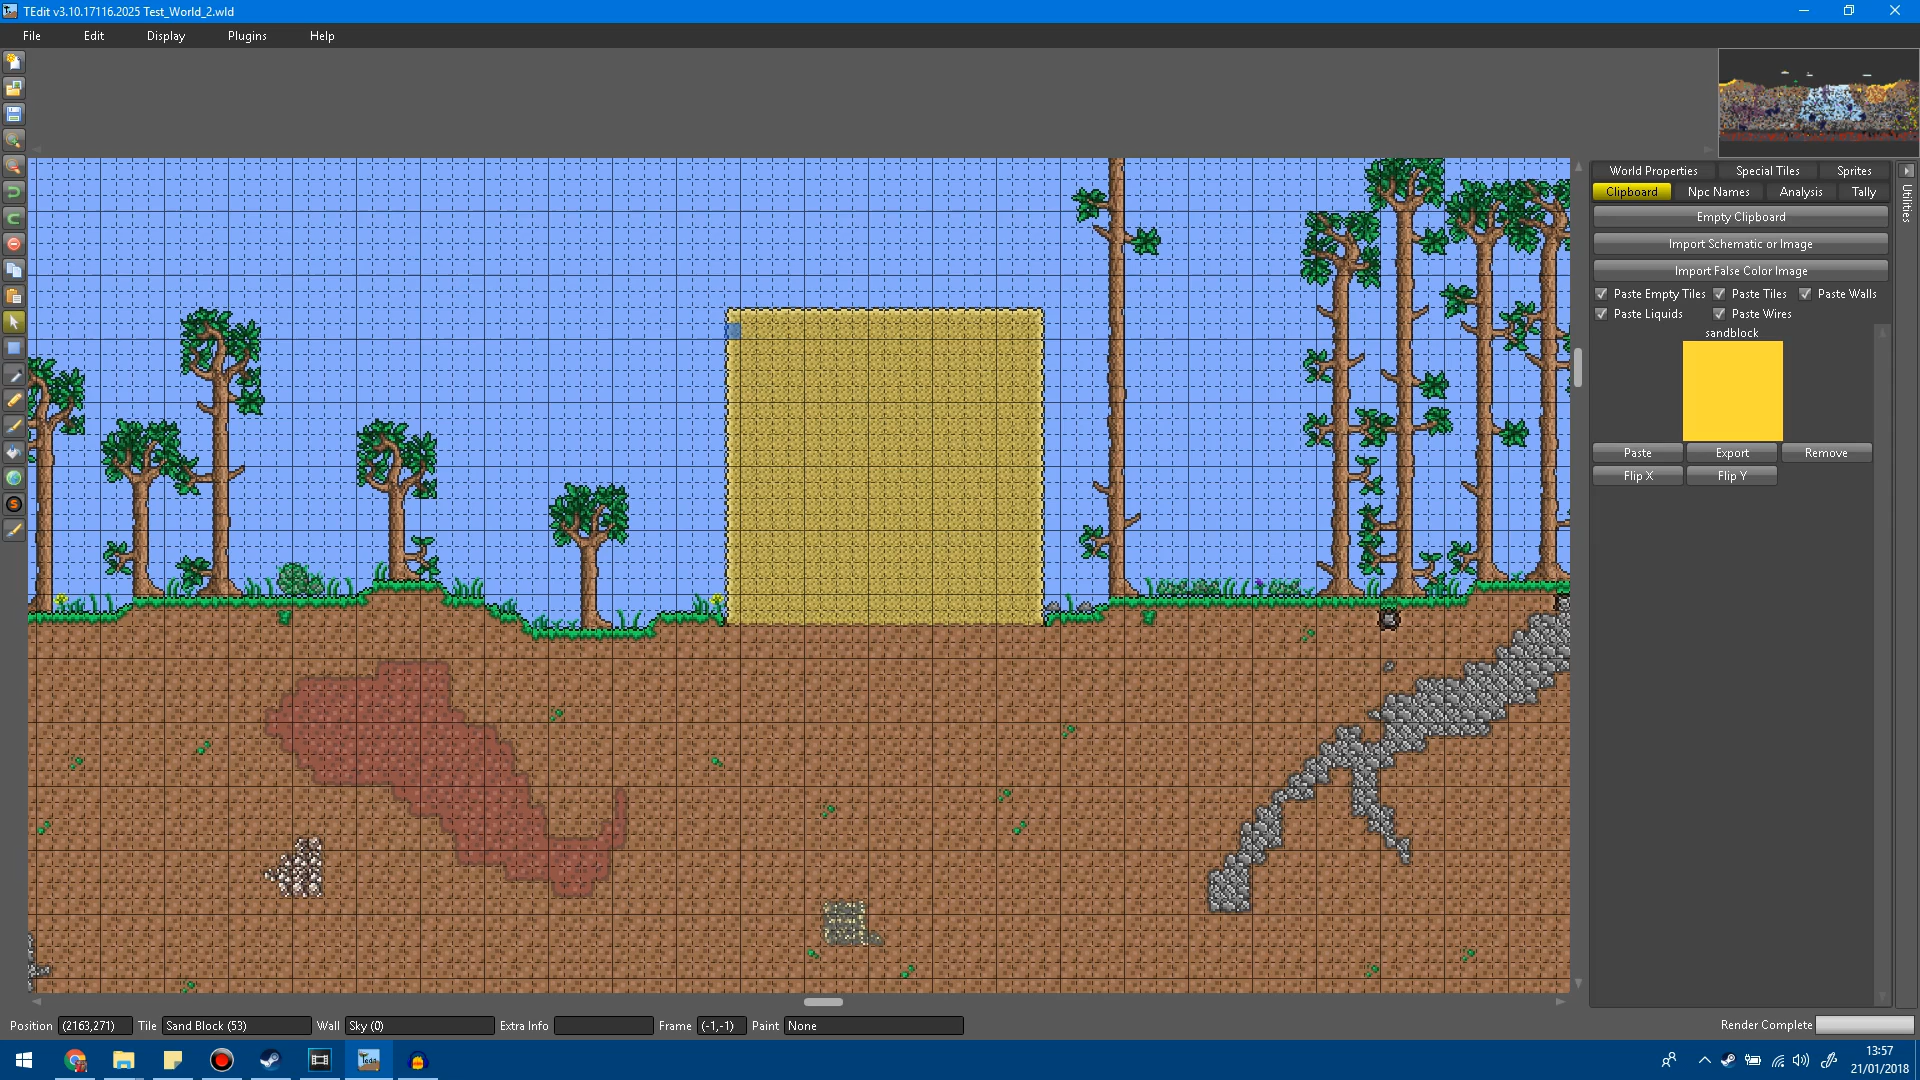 TEdit v3.10.17116.2025 Test_World_2.wld
File Edit Display Plugins Help
World Properties Special Tiles Sprites
Clipboard Npc Names Analysis Tally
Utilities
Empty Clipboard
Import Schematic or Image
Import False Color Image
Paste Empty Tiles Paste Tiles Paste Walls
Paste Liquids Paste Wires
sandblock
Paste Export Remove
Flip X Flip Y
Position (2163,271) Tile Sand Block (53) Wall Sky (0) Extra Info Frame (-1,-1) Paint None Render Complete
13:57
21/01/2018